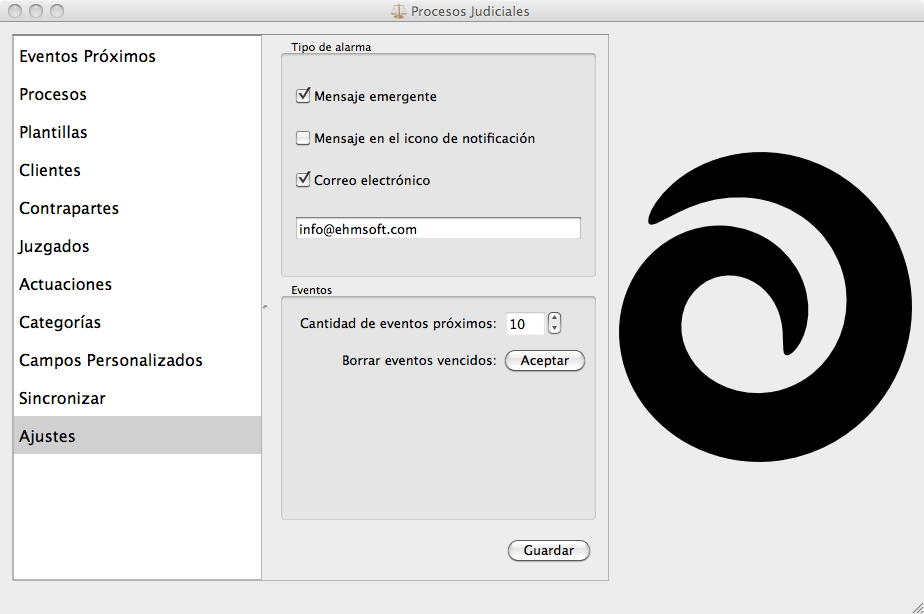 Procesos Judiciales
Eventos Próximos
Procesos
Plantillas
Clientes
Contrapartes
Juzgados
Actuaciones
Categorías
Campos Personalizados
Sincronizar
Ajustes
Tipo de alarma
Mensaje emergente
Mensaje en el icono de notificación
Correo electrónico
info@ehmsoft.com
Eventos
Cantidad de eventos próximos: 10
Borrar eventos vencidos: Aceptar
Guardar